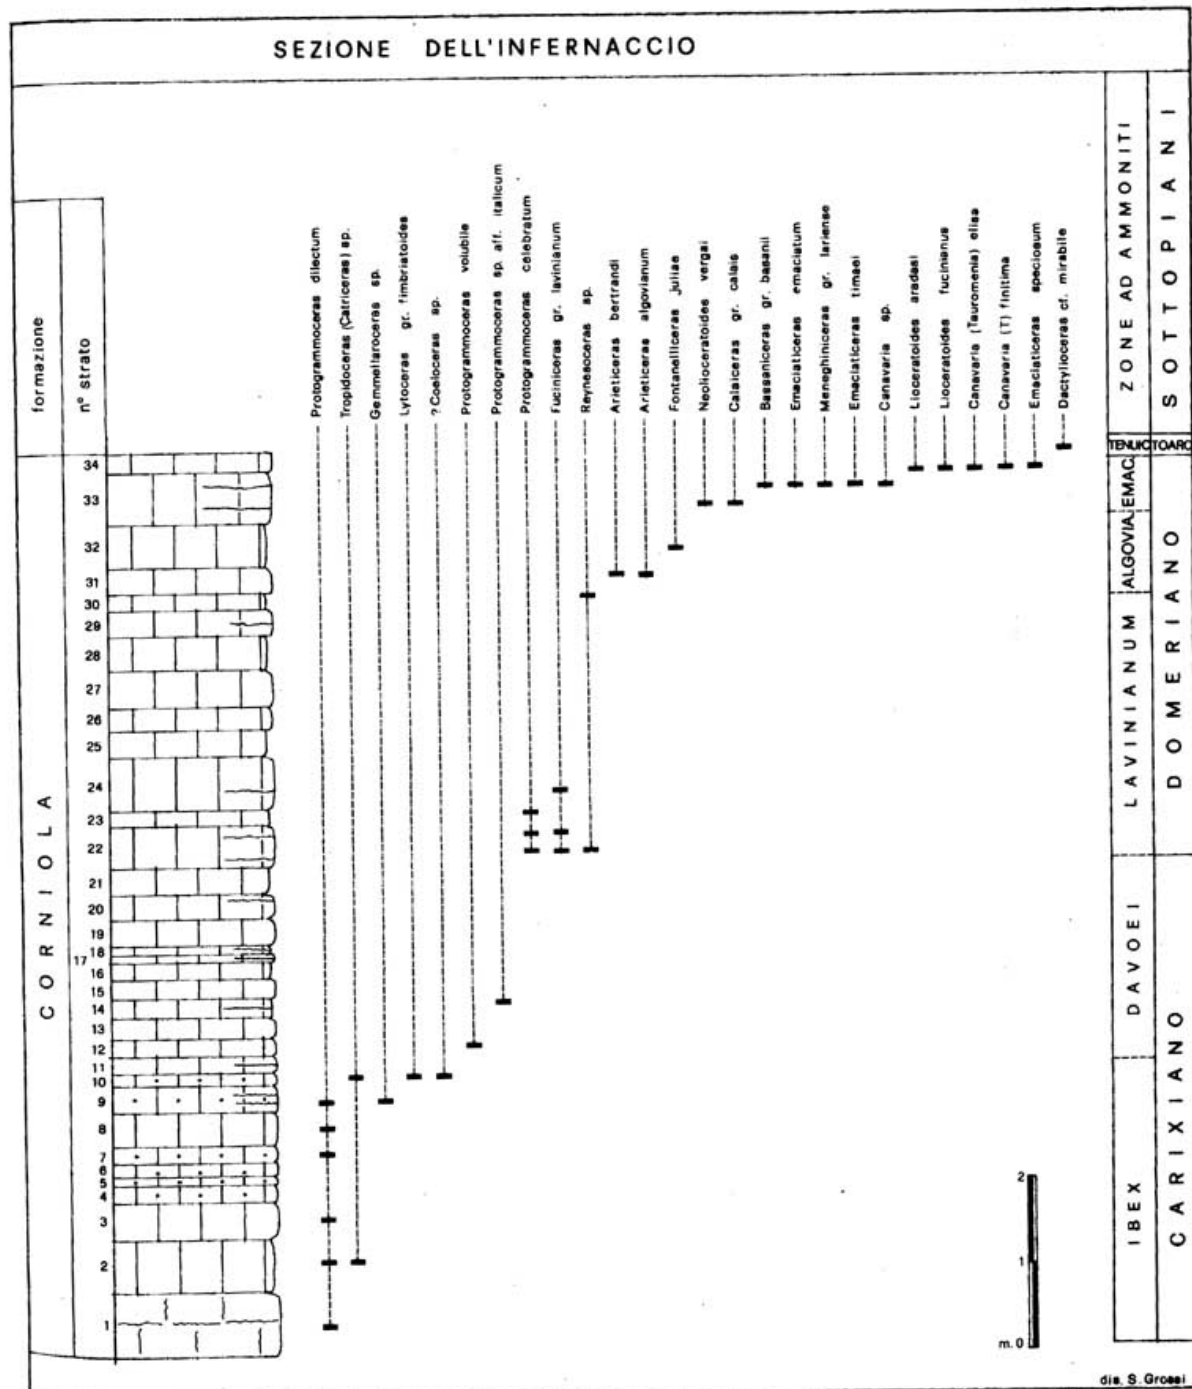 SEZIONE DELL'INFERNACCIO
formazione
n° strato
Protogrammoceras dilectum
Tropidoceras (Catriceras) sp.
Gemmellaroceras sp.
Lytoceras gr. fimbriatoides
?Coeloceras sp.
Protogrammoceras volubile
Protogrammoceras sp. aff. italicum
Protogrammoceras celebratum
Fuciniceras gr. lavinianum
Reynesoceras sp.
Arieticeras bertrandi
Arieticeras algovianum
Fontanelliceras juliae
Neolioceratoides vergai
Calaiceras gr. calais
Bassaniceras gr. basanii
Emaciaticeras emaciatum
Meneghiniceras gr. lariense
Emaciaticeras timaei
Canavaria sp.
Lioceratoides aradasi
Lioceratoides fucinianus
Canavaria (Tauromenia) elisa
Canavaria (T) finitima
Emaciaticeras speciosum
Dactylioceras cf. mirabile
ZONE AD AMMONITI
SOTTOPIANI
TENUIC
TOARC
EMAC.
ALGOVIA.
LAVINIANUM
DAVOEI
IBEX
DOMERIANO
CARIXIANO
CORNIOLA
34
33
32
31
30
29
28
27
26
25
24
23
22
21
20
19
18
17
16
15
14
13
12
11
10
9
8
7
6
5
4
3
2
1
2
1
m. 0
dis. S. Grossi